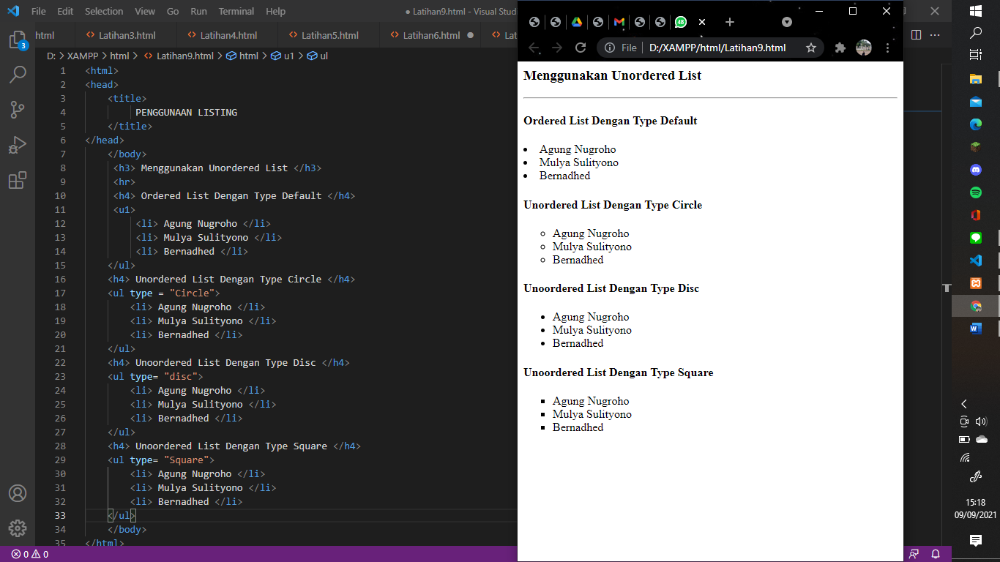 File Edit Selection View Go Run Terminal Help
● Latihan9.html - Visual Studi
html Latihan3.html Latihan4.html Latihan5.html Latihan6.html ● Lat
D: > XAMPP > html > Latihan9.html > html > u1 > ul
3
1 <html>
2 <head>
3 <title>
4 PENGGUNAAN LISTING
5 </title>
6 </head>
7 </body>
8 <h3> Menggunakan Unordered List </h3>
9 <hr>
10 <h4> Ordered List Dengan Type Default </h4>
11 <u1>
12 <li> Agung Nugroho </li>
13 <li> Mulya Sulityono </li>
14 <li> Bernadhed </li>
15 </ul>
16 <h4> Unordered List Dengan Type Circle </h4>
17 <ul type = "Circle">
18 <li> Agung Nugroho </li>
19 <li> Mulya Sulityono </li>
20 <li> Bernadhed </li>
21 </ul>
22 <h4> Unoordered List Dengan Type Disc </h4>
23 <ul type= "disc">
24 <li> Agung Nugroho </li>
25 <li> Mulya Sulityono </li>
26 <li> Bernadhed </li>
27 </ul>
28 <h4> Unoordered List Dengan Type Square </h4>
29 <ul type= "Square">
30 <li> Agung Nugroho </li>
31 <li> Mulya Sulityono </li>
32 <li> Bernadhed </li>
33 </ul>
34 </body>
35 </html>
0 0
48
File | D:/XAMPP/html/Latihan9.html
Menggunakan Unordered List
Ordered List Dengan Type Default
• Agung Nugroho
• Mulya Sulityono
• Bernadhed
Unordered List Dengan Type Circle
○ Agung Nugroho
○ Mulya Sulityono
○ Bernadhed
Unoordered List Dengan Type Disc
• Agung Nugroho
• Mulya Sulityono
• Bernadhed
Unoordered List Dengan Type Square
▪ Agung Nugroho
▪ Mulya Sulityono
▪ Bernadhed
15:18
09/09/2021